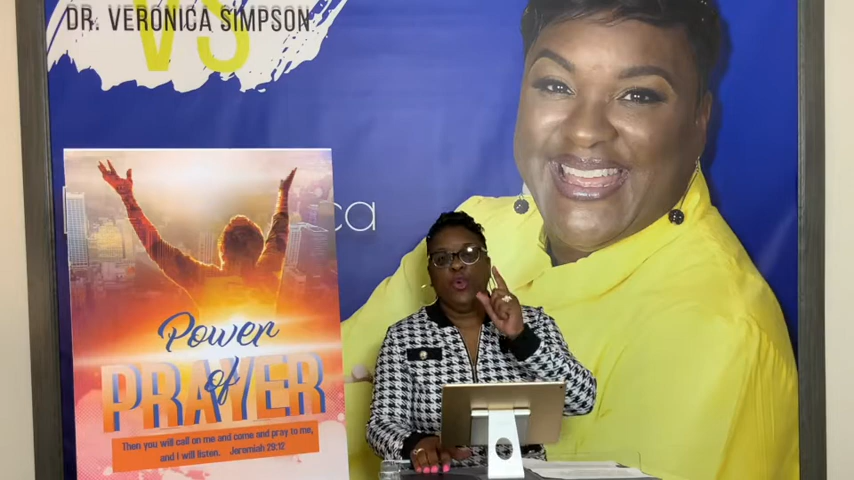 DR. VERONICA SIMPSON
VS
ca
Power
of
PRAYER
Then you will call on me and come and pray to me,
and I will listen. Jeremiah 29:12